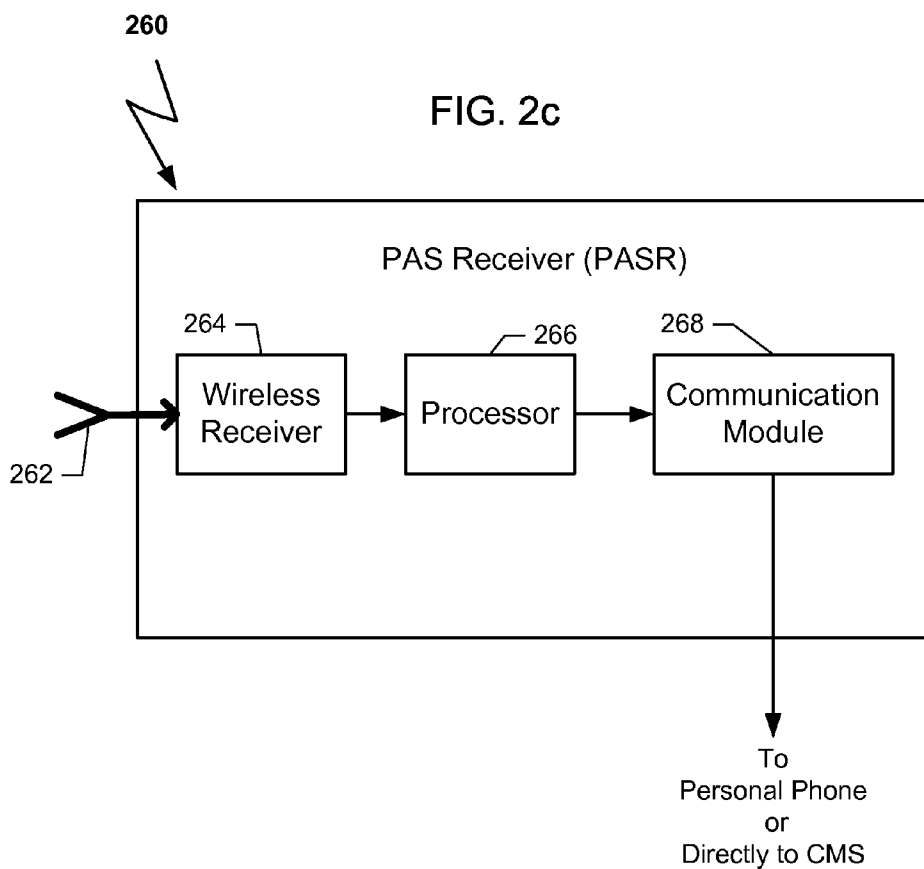 260
FIG. 2c
PAS Receiver (PASR)
264
266
268
Wireless
Receiver
Processor
Communication
Module
262
To
Personal Phone
or
Directly to CMS